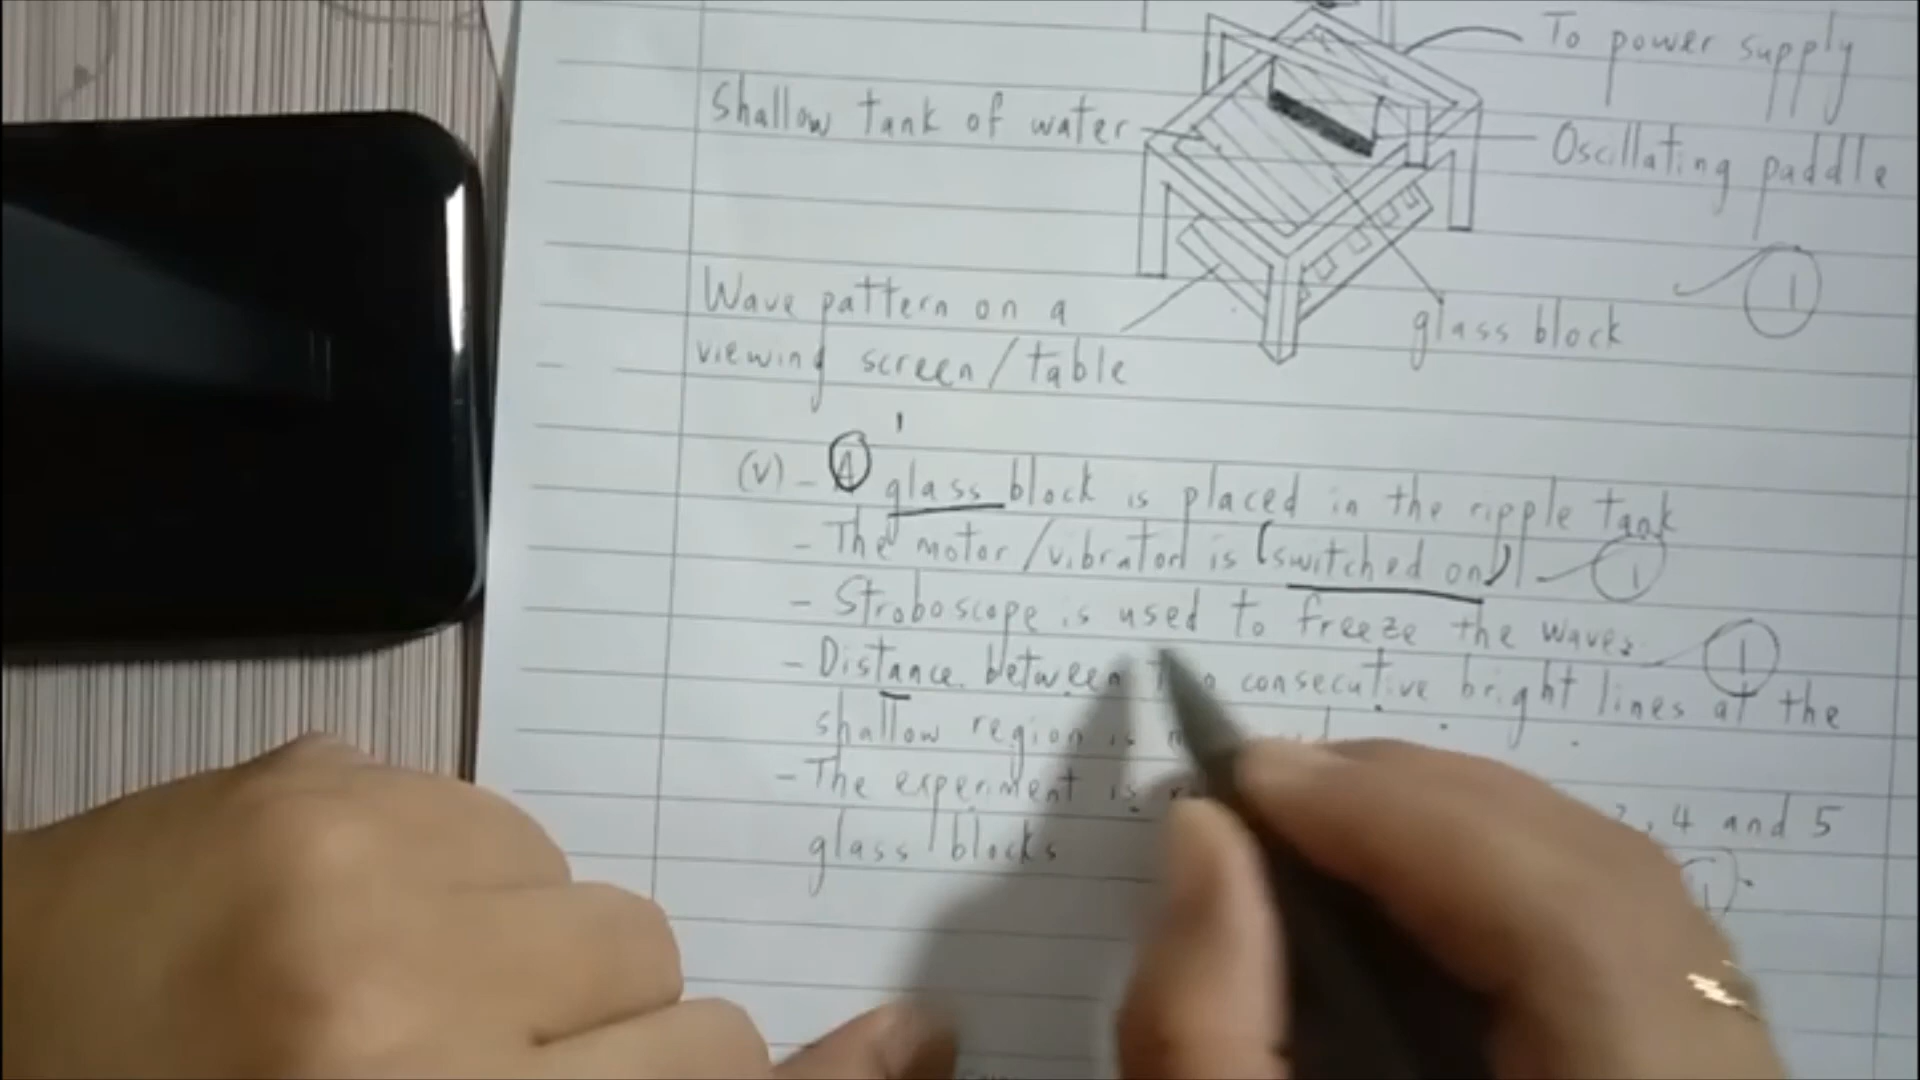 To power supply
Shallow tank of water
Oscillating paddle
1
Wave pattern on a
glass block
viewing screen/table
(v) - A glass block is placed in the ripple tank
- The motor/vibrator is (switched on) 1
- Stroboscope is used to freeze the waves 1
- Distance between consecutive bright lines at the
shallow region is
- The experiment is , 4 and 5
glass blocks